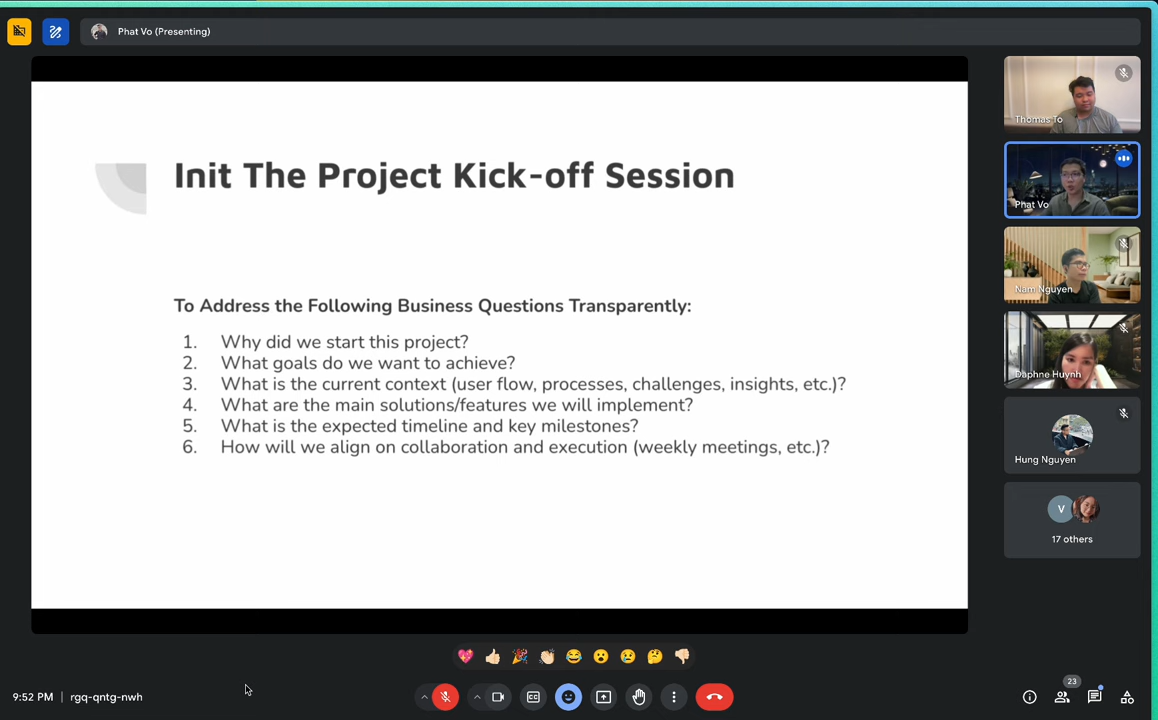 Phat Vo (Presenting)
Init The Project Kick-off Session
To Address the Following Business Questions Transparently:
1. Why did we start this project?
2. What goals do we want to achieve?
3. What is the current context (user flow, processes, challenges, insights, etc.)?
4. What are the main solutions/features we will implement?
5. What is the expected timeline and key milestones?
6. How will we align on collaboration and execution (weekly meetings, etc.)?
Thomas To
Phat Vo
Nam Nguyen
Daphne Huynh
Hung Nguyen
V
17 others
9:52 PM | rgq-qntg-nwh
CC
23